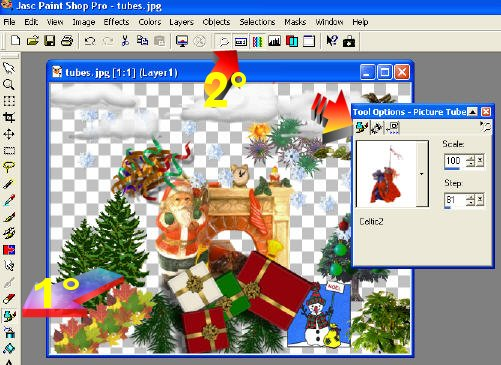 Jasc Paint Shop Pro - tubes.jpg
File Edit View Image Effects Colors Layers Objects Selections Masks Window Help
tubes.jpg [1:1] (Layer1)
2°
Tool Options - Picture Tube
Scale:
100
Step:
81
Celtic2
1°
NOEL